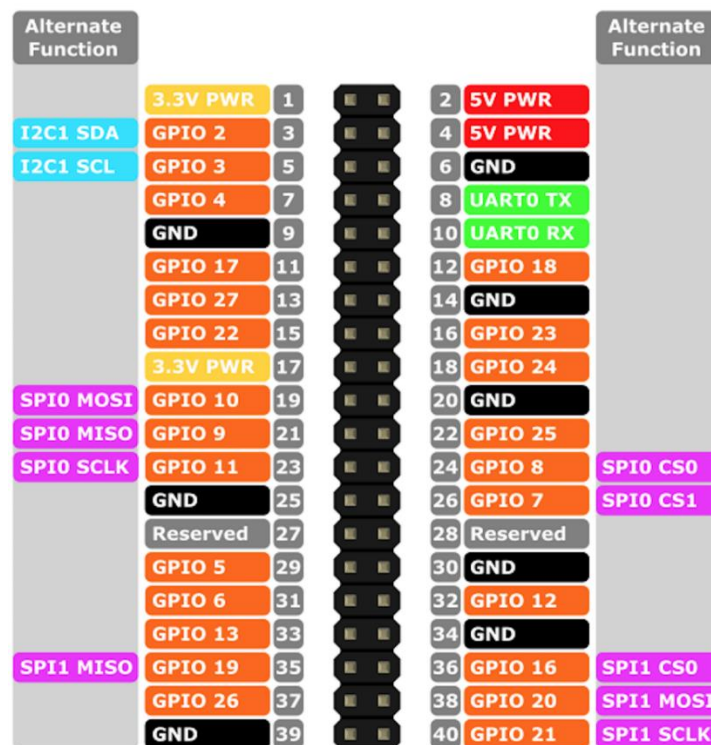 Alternate Alternate
Function Function
3.3V PWR 1 2 5V PWR
I2C1 SDA GPIO 2 3 4 5V PWR
I2C1 SCL GPIO 3 5 6 GND
GPIO 4 7 8 UART0 TX
GND 9 10 UART0 RX
GPIO 17 11 12 GPIO 18
GPIO 27 13 14 GND
GPIO 22 15 16 GPIO 23
3.3V PWR 17 18 GPIO 24
SPI0 MOSI GPIO 10 19 20 GND
SPI0 MISO GPIO 9 21 22 GPIO 25
SPI0 SCLK GPIO 11 23 24 GPIO 8 SPI0 CS0
GND 25 26 GPIO 7 SPI0 CS1
Reserved 27 28 Reserved
GPIO 5 29 30 GND
GPIO 6 31 32 GPIO 12
GPIO 13 33 34 GND
SPI1 MISO GPIO 19 35 36 GPIO 16 SPI1 CS0
GPIO 26 37 38 GPIO 20 SPI1 MOSI
GND 39 40 GPIO 21 SPI1 SCLK